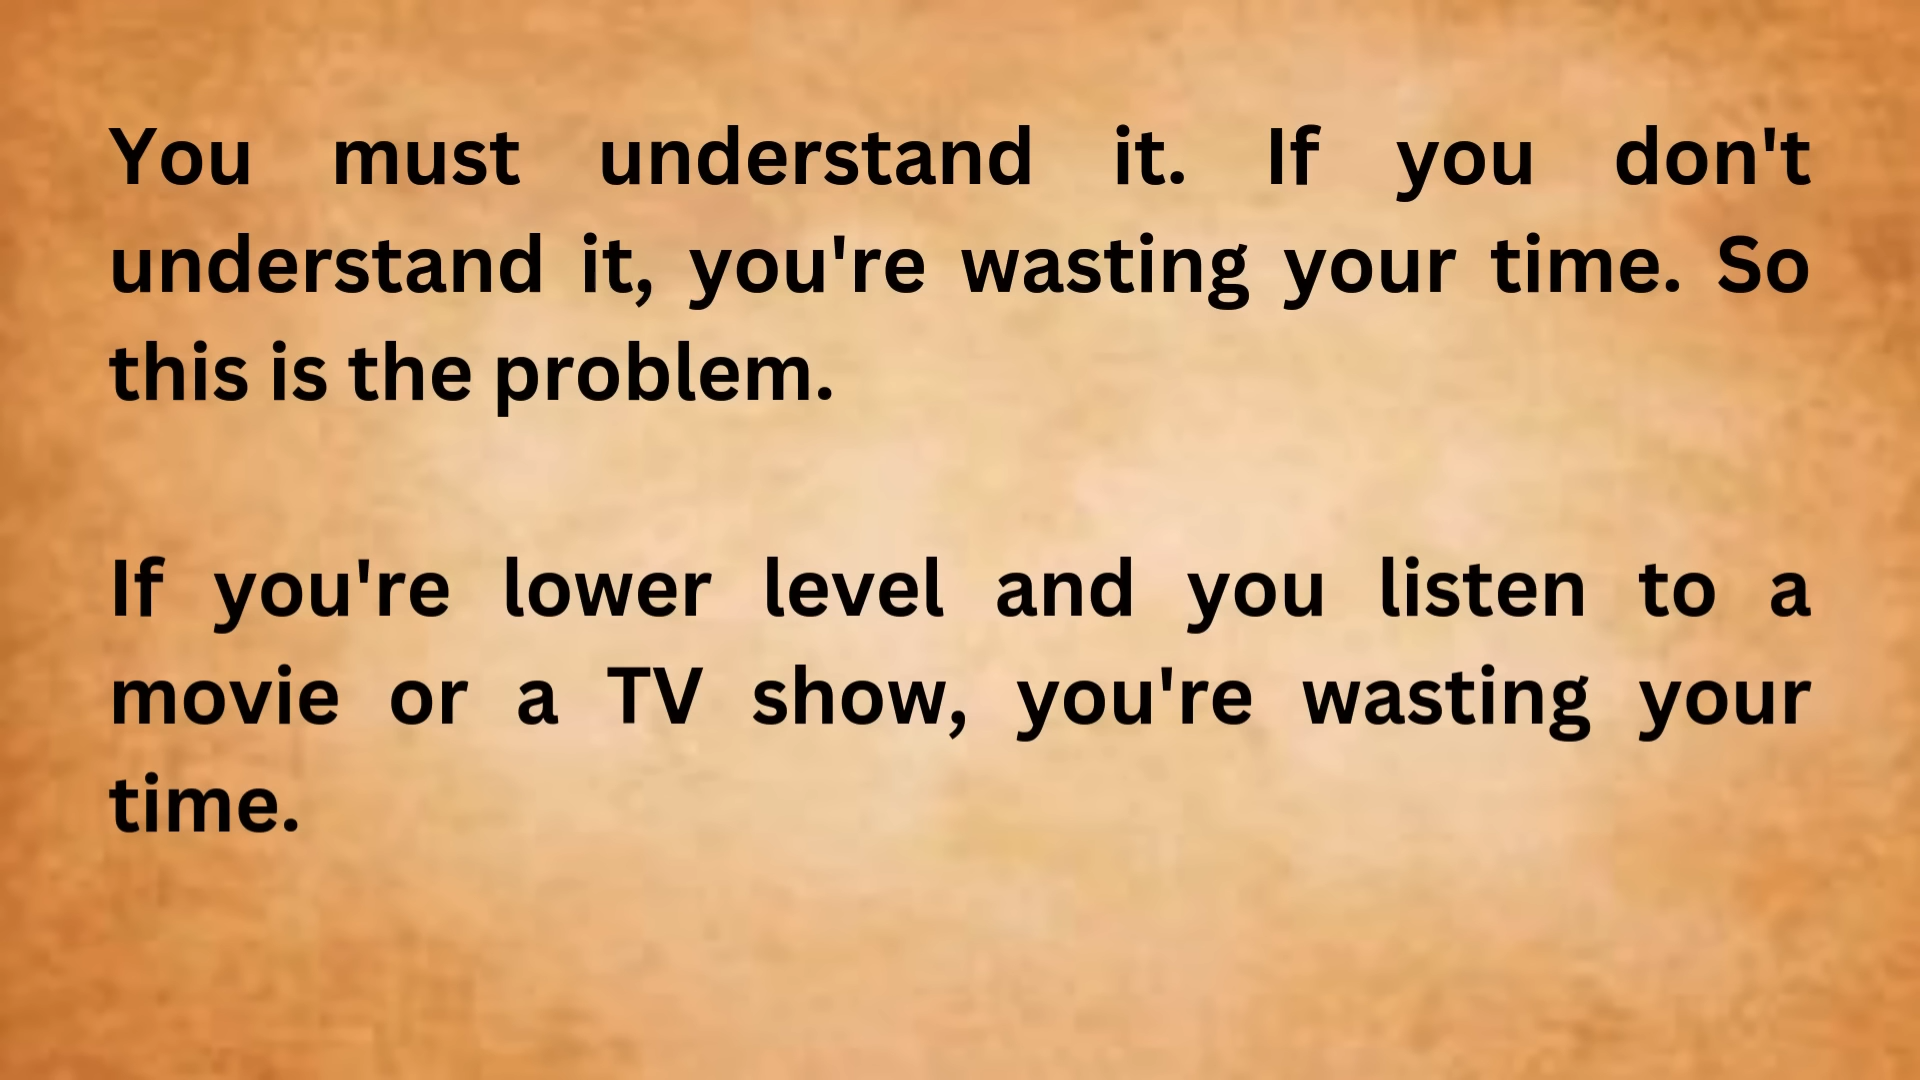 You must understand it. If you don't
understand it, you're wasting your time. So
this is the problem.
If you're lower level and you listen to a
movie or a TV show, you're wasting your
time.